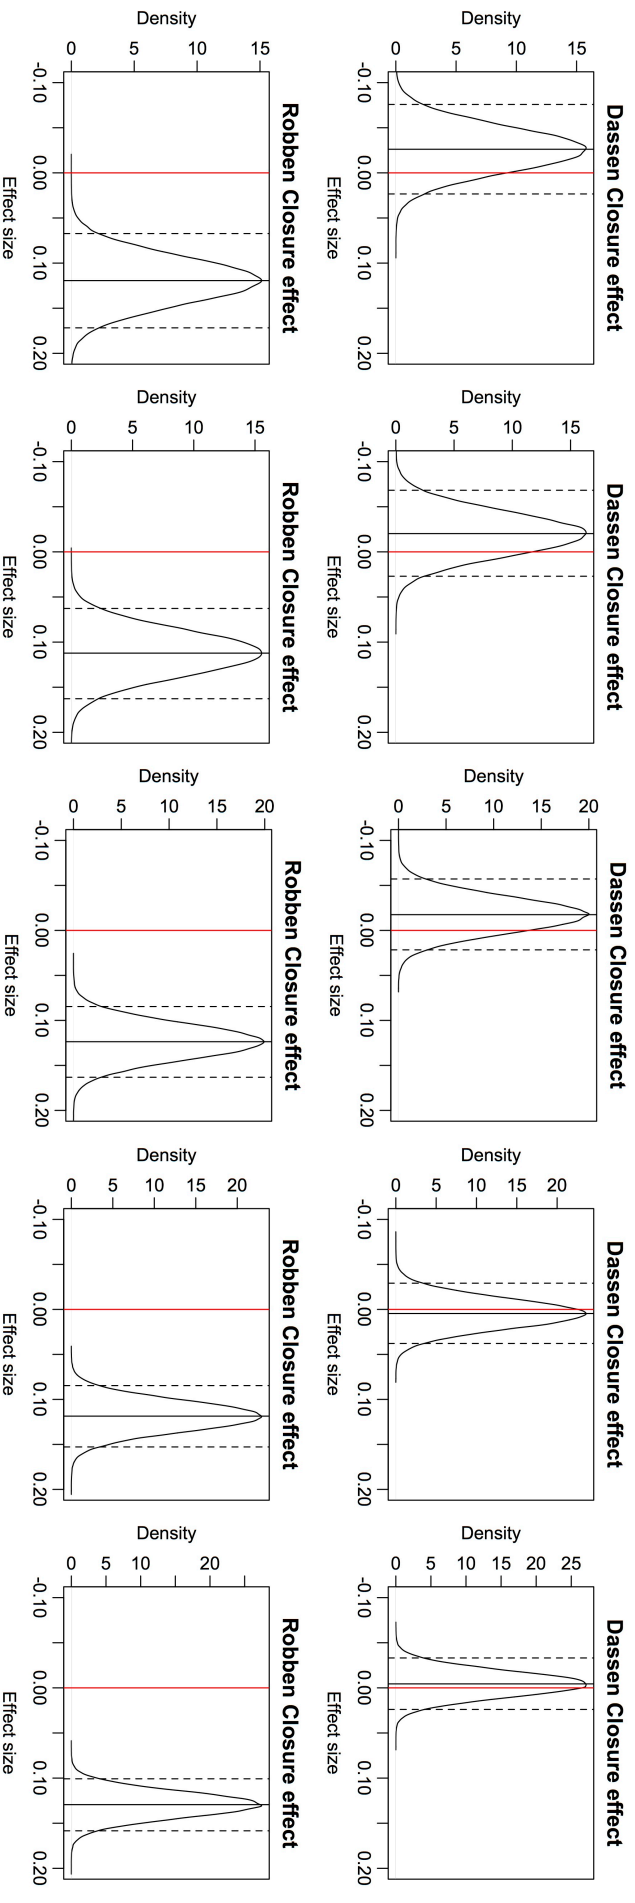 Dassen Closure effect
Density
0 5 10 15
-0.10 0.00 0.10 0.20
Effect size
Dassen Closure effect
Density
0 5 10 15
-0.10 0.00 0.10 0.20
Effect size
Dassen Closure effect
Density
0 5 10 15 20
-0.10 0.00 0.10 0.20
Effect size
Dassen Closure effect
Density
0 5 10 15 20
-0.10 0.00 0.10 0.20
Effect size
Dassen Closure effect
Density
0 5 10 15 20 25
-0.10 0.00 0.10 0.20
Effect size
Robben Closure effect
Density
0 5 10 15
-0.10 0.00 0.10 0.20
Effect size
Robben Closure effect
Density
0 5 10 15
-0.10 0.00 0.10 0.20
Effect size
Robben Closure effect
Density
0 5 10 15 20
-0.10 0.00 0.10 0.20
Effect size
Robben Closure effect
Density
0 5 10 15 20
-0.10 0.00 0.10 0.20
Effect size
Robben Closure effect
Density
0 5 10 20
-0.10 0.00 0.10 0.20
Effect size